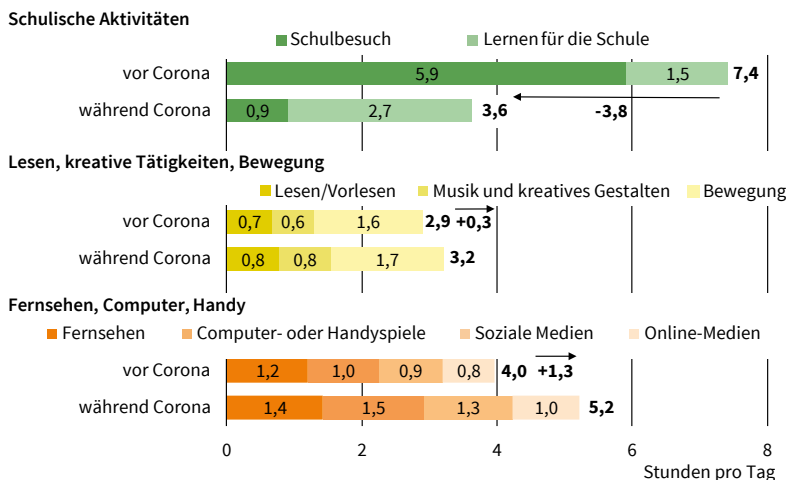 Schulische Aktivitäten
Schulbesuch Lernen für die Schule
vor Corona 5,9 1,5 7,4
während Corona 0,9 2,7 3,6 -3,8
Lesen, kreative Tätigkeiten, Bewegung
Lesen/Vorlesen Musik und kreatives Gestalten Bewegung
vor Corona 0,7 0,6 1,6 2,9 +0,3
während Corona 0,8 0,8 1,7 3,2
Fernsehen, Computer, Handy
Fernsehen Computer- oder Handyspiele Soziale Medien Online-Medien
vor Corona 1,2 1,0 0,9 0,8 4,0 +1,3
während Corona 1,4 1,5 1,3 1,0 5,2
0 2 4 6 8
Stunden pro Tag